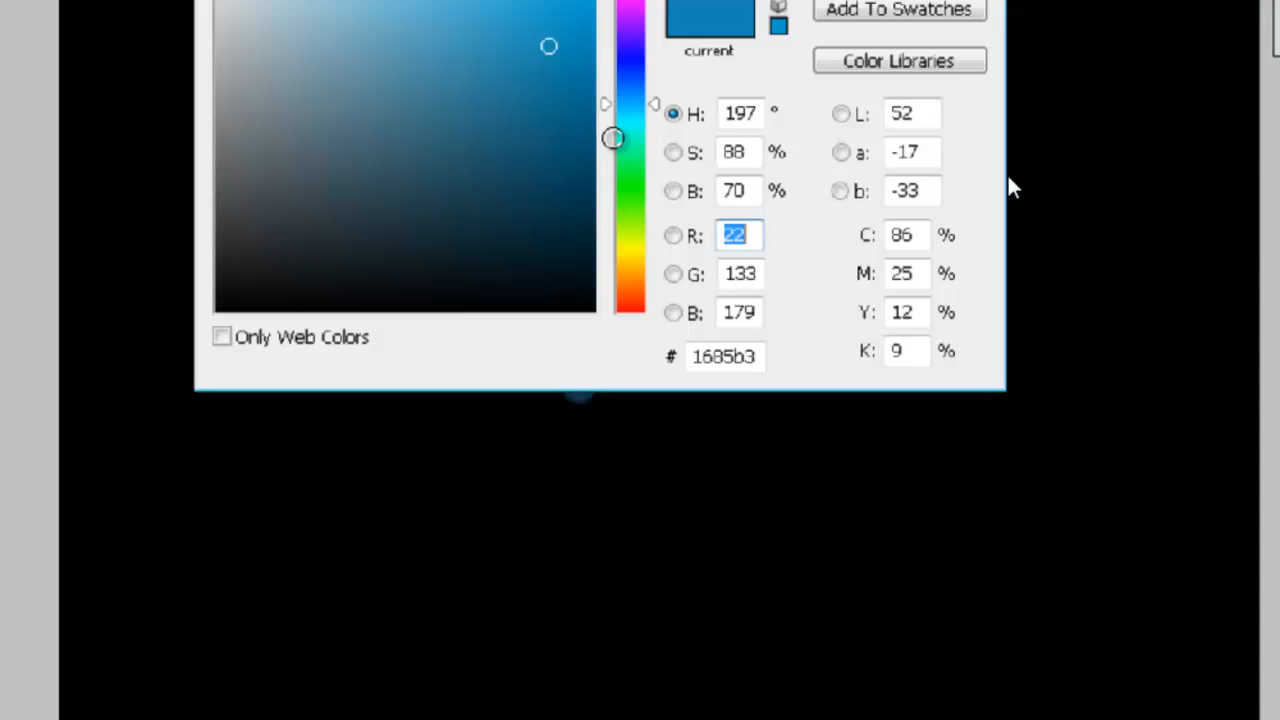 Add To Swatches
current
Color Libraries
H: 197 ° L: 52
S: 88 % a: -17
B: 70 % b: -33
R: 22 C: 86 %
G: 133 M: 25 %
B: 179 Y: 12 %
# 1685b3 K: 9 %
Only Web Colors